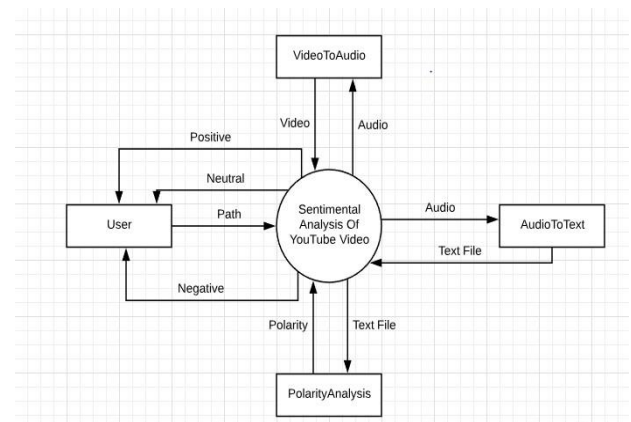 VideoToAudio
Video
Audio
Positive
Neutral
User
Path
Sentimental
Analysis Of
YouTube Video
Audio
AudioToText
Text File
Negative
Polarity
Text File
PolarityAnalysis